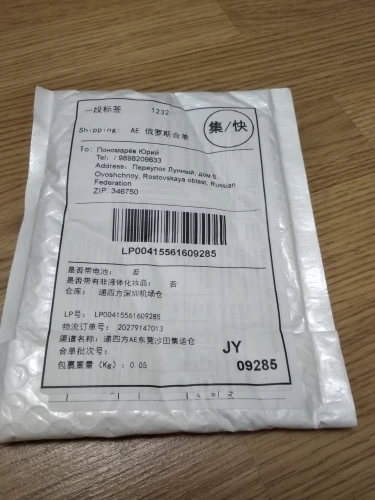 一段标签 1232
集/快
Shipping: AE 俄罗斯合单
To: Пономарёв Юрий
Tel: / 9898209633
Address: Переулок Лунный, дом 5,
Ovoshchnoy, Rostovskaya oblast, Russian
Federation
ZIP: 346750
LP00415561609285
是否带电池: 否
是否带有非液体化妆品: 否
仓库: 递四方深圳机场仓
LP号: LP00415561609285
物流订单号: 20279147013
渠道名称: 递四方AE东莞沙田集运仓
合单批次号:
包裹重量 (Kg): 0.05
JY
09285